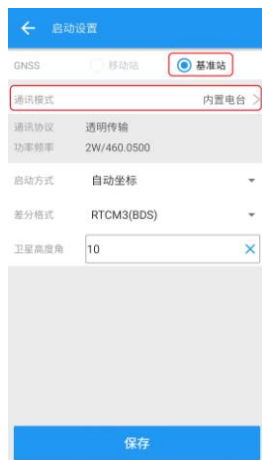 启动设置
GNSS 移动站 基准站
通讯模式 内置电台
通讯协议 透明传输
功率频率 2W/460.0500
启动方式 自动坐标
差分格式 RTCM3(BDS)
卫星高度角 10
保存